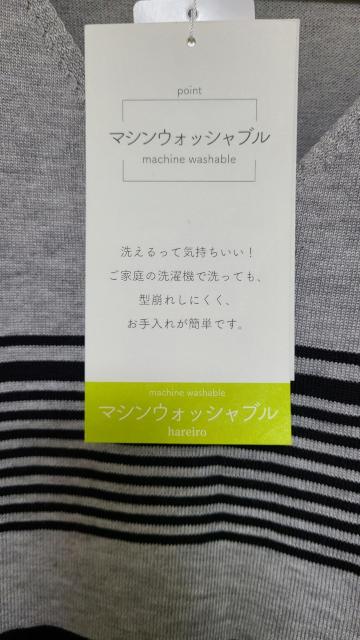 point
マシンウォッシャブル
machine washable
洗えるって気持ちいい！
ご家庭の洗濯機で洗っても、
型崩れしにくく、
お手入れが簡単です。
machine washable
マシンウォッシャブル
hareiro